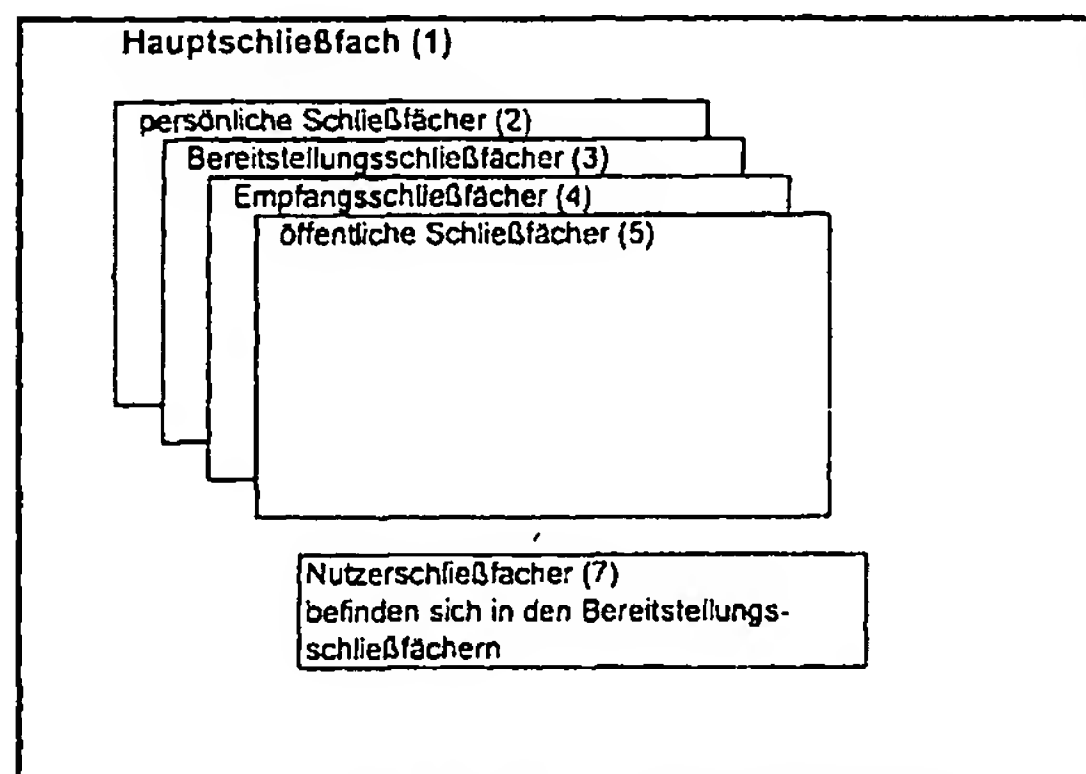 Hauptschließfach (1)
persönliche Schließfächer (2)
Bereitstellungsschließfächer (3)
Empfangsschließfächer (4)
öffentliche Schließfächer (5)
Nutzerschließfacher (7)
befinden sich in den Bereitstellungs-
schließfächern